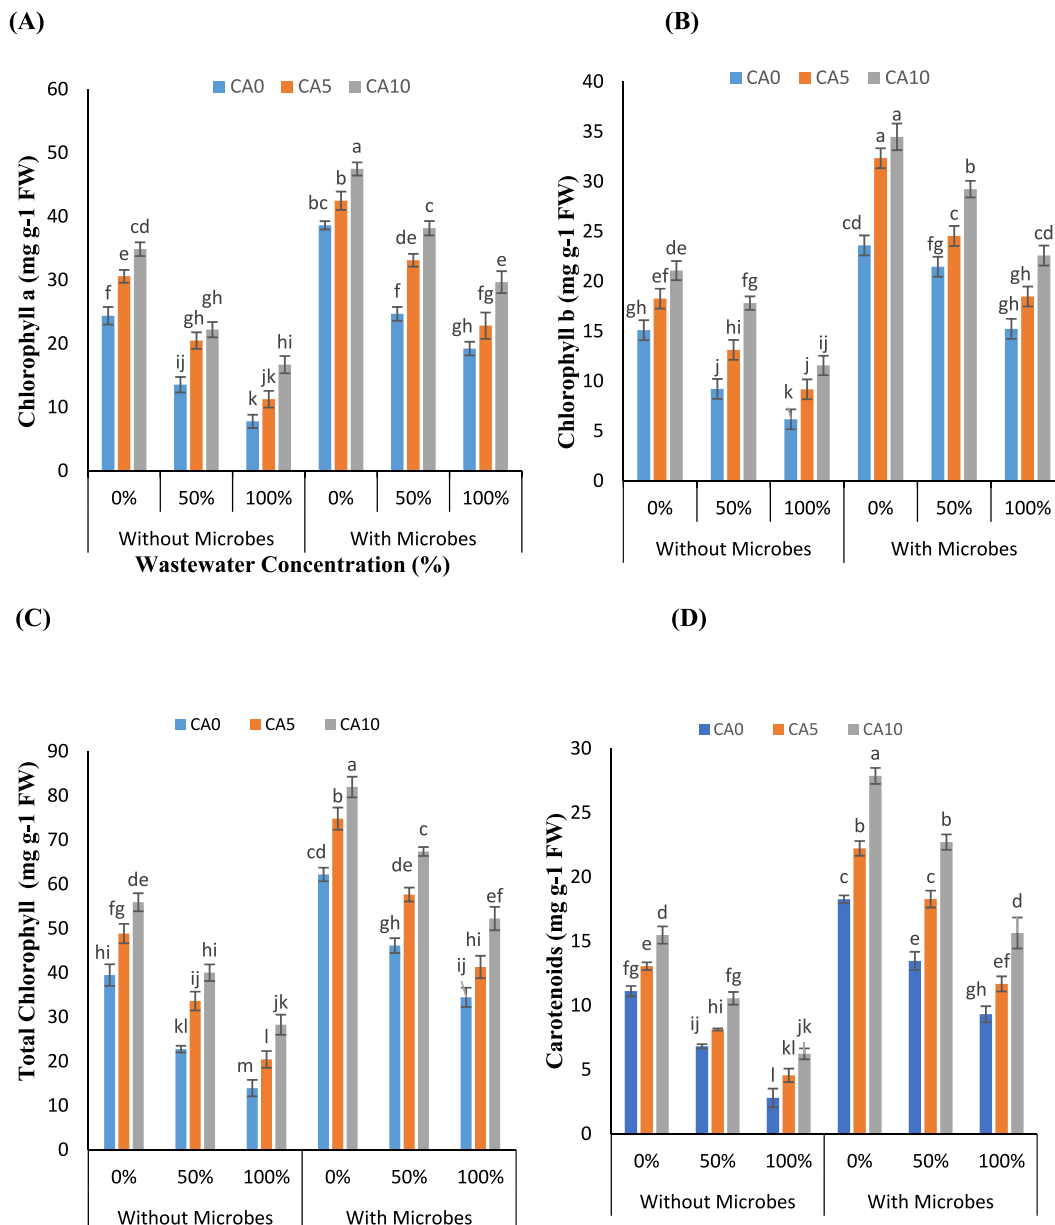 (A)
CA0 CA5 CA10
Chlorophyll a (mg g-1 FW)
60
50
40
30
20
10
0
f e cd ij gh gh k jk hi bc b a f de c gh fg e
0% 50% 100% 0% 50% 100%
Without Microbes With Microbes
Wastewater Concentration (%)
(B)
CA0 CA5 CA10
Chlorophyll b (mg g-1 FW)
40
35
30
25
20
15
10
5
0
gh ef de j hi fg k j ij cd a a fg c b gh gh cd
0% 50% 100% 0% 50% 100%
Without Microbes With Microbes
(C)
CA0 CA5 CA10
Total Chlorophyll (mg g-1 FW)
90
80
70
60
50
40
30
20
10
0
hi fg de kl ij hi m l jk cd b a gh de c ij hi ef
0% 50% 100% 0% 50% 100%
Without Microbes With Microbes
(D)
CA0 CA5 CA10
Carotenoids (mg g-1 FW)
30
25
20
15
10
5
0
fg e d ij hi fg l kl jk c b a e c b gh ef d
0% 50% 100% 0% 50% 100%
Without Microbes With Microbes